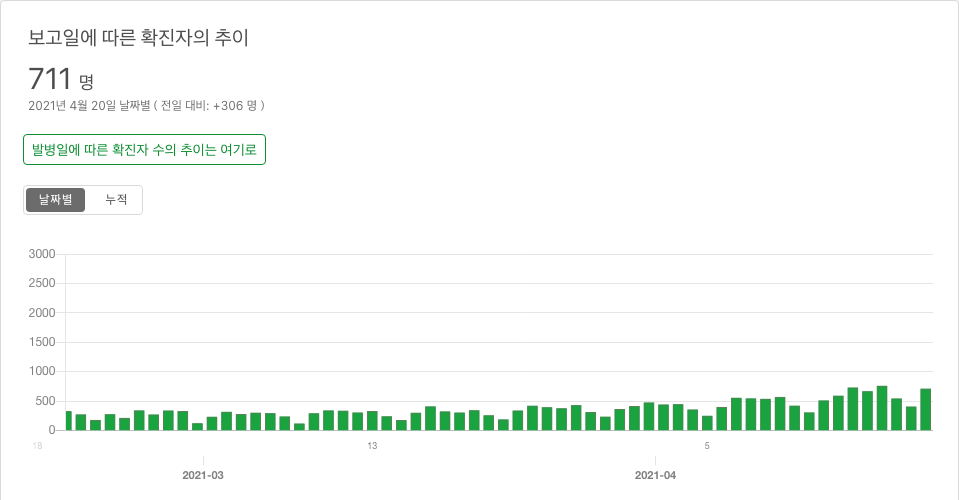 보고일에 따른 확진자의 추이
711 명
2021년 4월 20일 날짜별 ( 전일 대비: +306 명 )
발병일에 따른 확진자 수의 추이는 여기로
날짜별 누적
3000
2500
2000
1500
1000
500
0
18 13 5
2021-03 2021-04